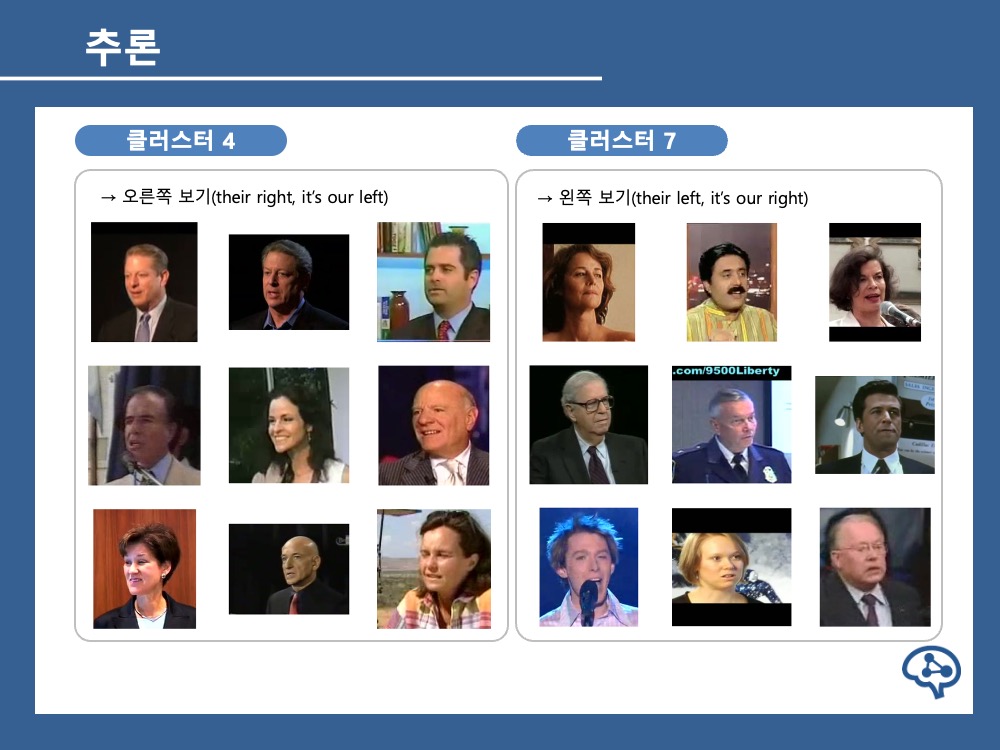 추론
클러스터 4
→ 오른쪽 보기(their right, it's our left)
클러스터 7
→ 왼쪽 보기(their left, it's our right)
.com/9500Liberty